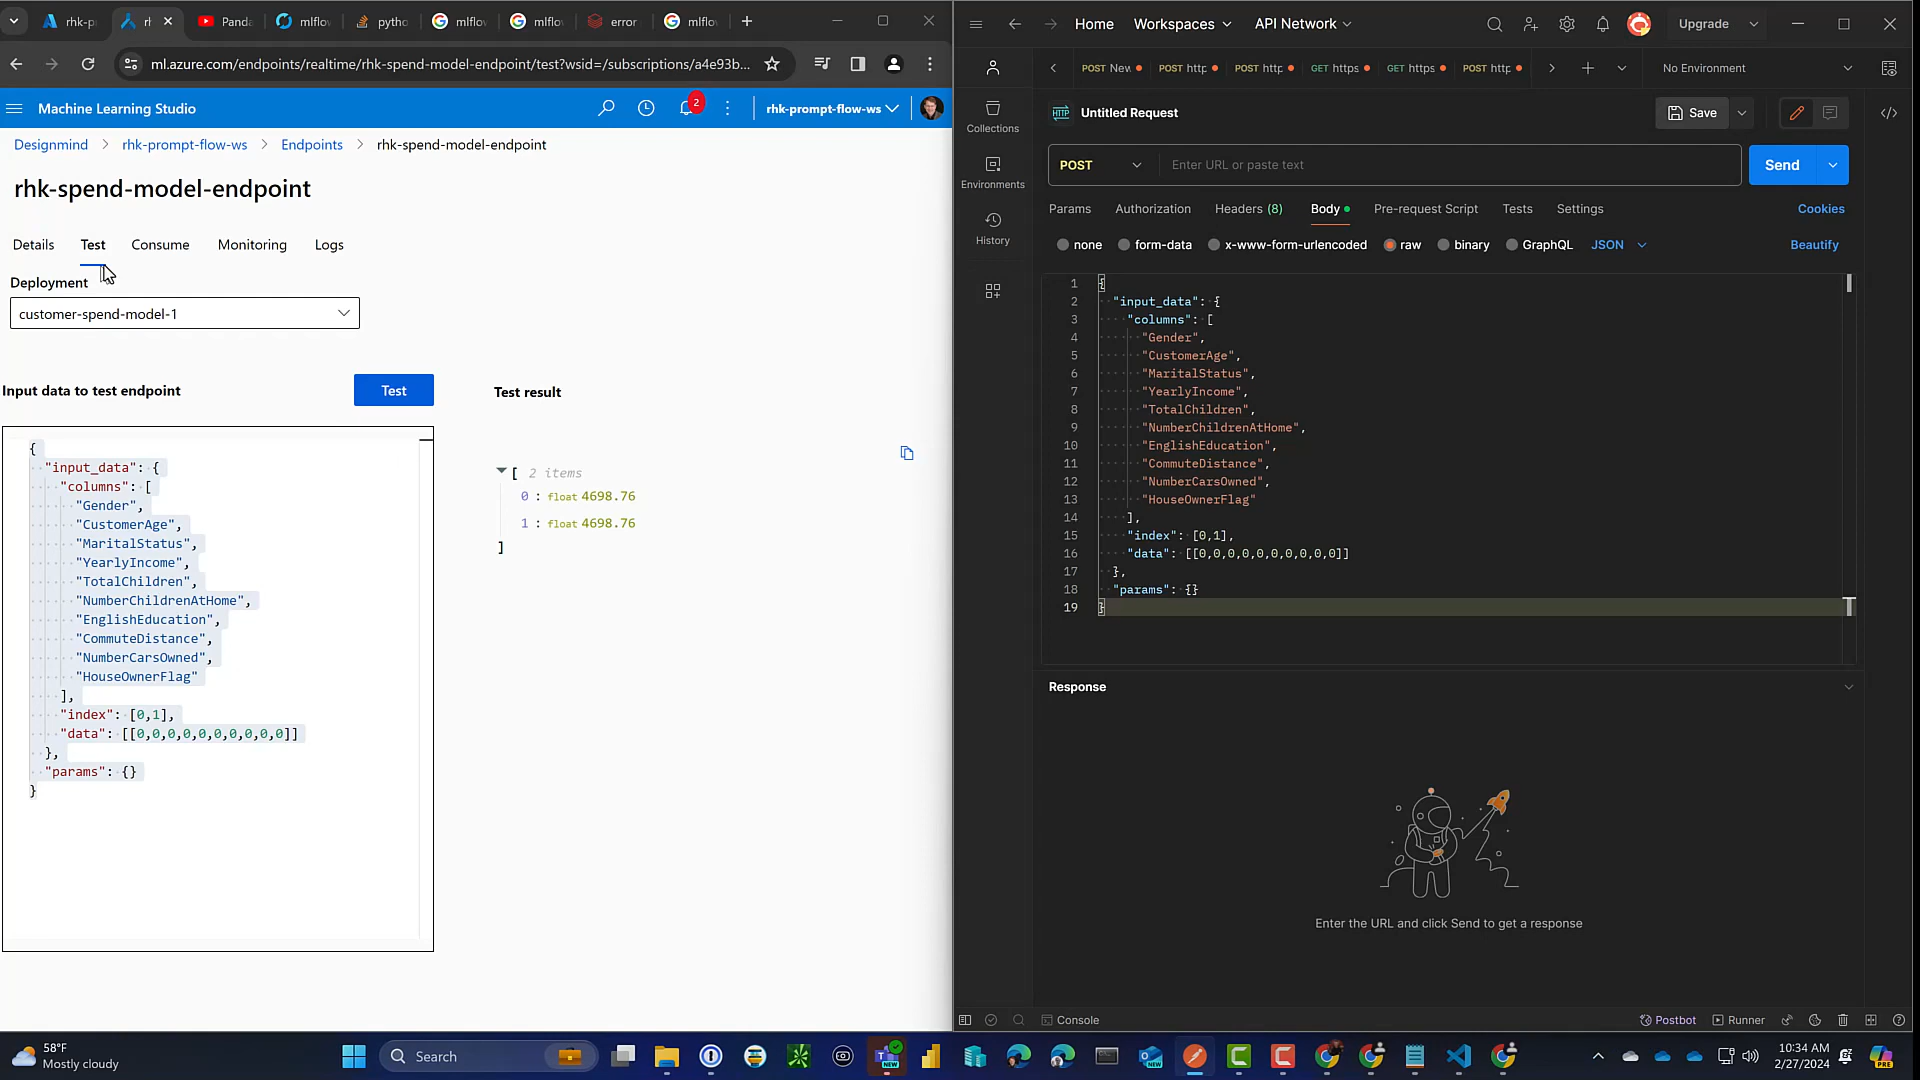 rhk-p
rh
Panda
mlflow
pytho
mlflo
mlflo
error
mlflo
ml.azure.com/endpoints/realtime/rhk-spend-model-endpoint/test?wsid=/subscriptions/a4e93b...
Machine Learning Studio
2
rhk-prompt-flow-ws
Designmind > rhk-prompt-flow-ws > Endpoints > rhk-spend-model-endpoint
rhk-spend-model-endpoint
Details Test Consume Monitoring Logs
Deployment
customer-spend-model-1
Input data to test endpoint
Test
{
"input_data": {
"columns": [
"Gender",
"CustomerAge",
"MaritalStatus",
"YearlyIncome",
"TotalChildren",
"NumberChildrenAtHome",
"EnglishEducation",
"CommuteDistance",
"NumberCarsOwned",
"HouseOwnerFlag"
],
"index": [0,1],
"data": [[0,0,0,0,0,0,0,0,0,0]]
},
"params": {}
}
Test result
[ 2 items
0 : float 4698.76
1 : float 4698.76
]
Home Workspaces API Network
Upgrade
POST New
POST http
POST http
GET https
GET https
POST http
No Environment
Collections
Environments
History
HTTP Untitled Request
Save
POST Enter URL or paste text
Send
Params Authorization Headers (8) Body Pre-request Script Tests Settings Cookies
none form-data x-www-form-urlencoded raw binary GraphQL JSON Beautify
1 {
2 "input_data": {
3 "columns": [
4 "Gender",
5 "CustomerAge",
6 "MaritalStatus",
7 "YearlyIncome",
8 "TotalChildren",
9 "NumberChildrenAtHome",
10 "EnglishEducation",
11 "CommuteDistance",
12 "NumberCarsOwned",
13 "HouseOwnerFlag"
14 ],
15 "index": [0,1],
16 "data": [[0,0,0,0,0,0,0,0,0,0]]
17 },
18 "params": {}
19 }
Response
Enter the URL and click Send to get a response
Console
Postbot
Runner
58°F
Mostly cloudy
Search
NEW
NEW
10:34 AM
2/27/2024
PRE